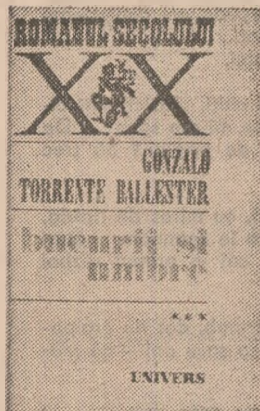 ROMANUL SECOLULUI
XX
GONZALO
TORRENTE BALLESTER
bucurii și
umbre
* * *
UNIVERS